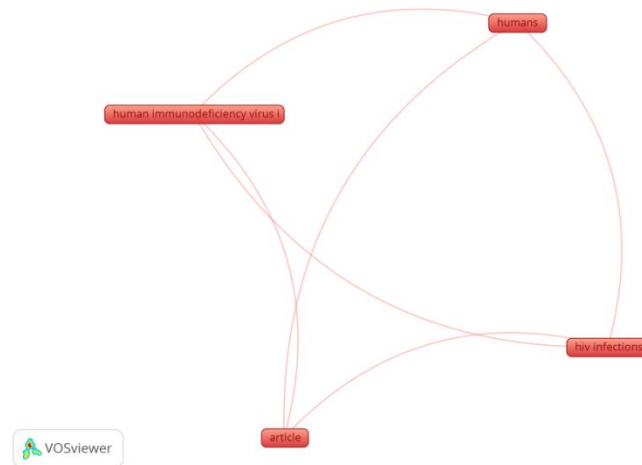 humans
human immunodeficiency virus i
hiv infections
article
VOSviewer